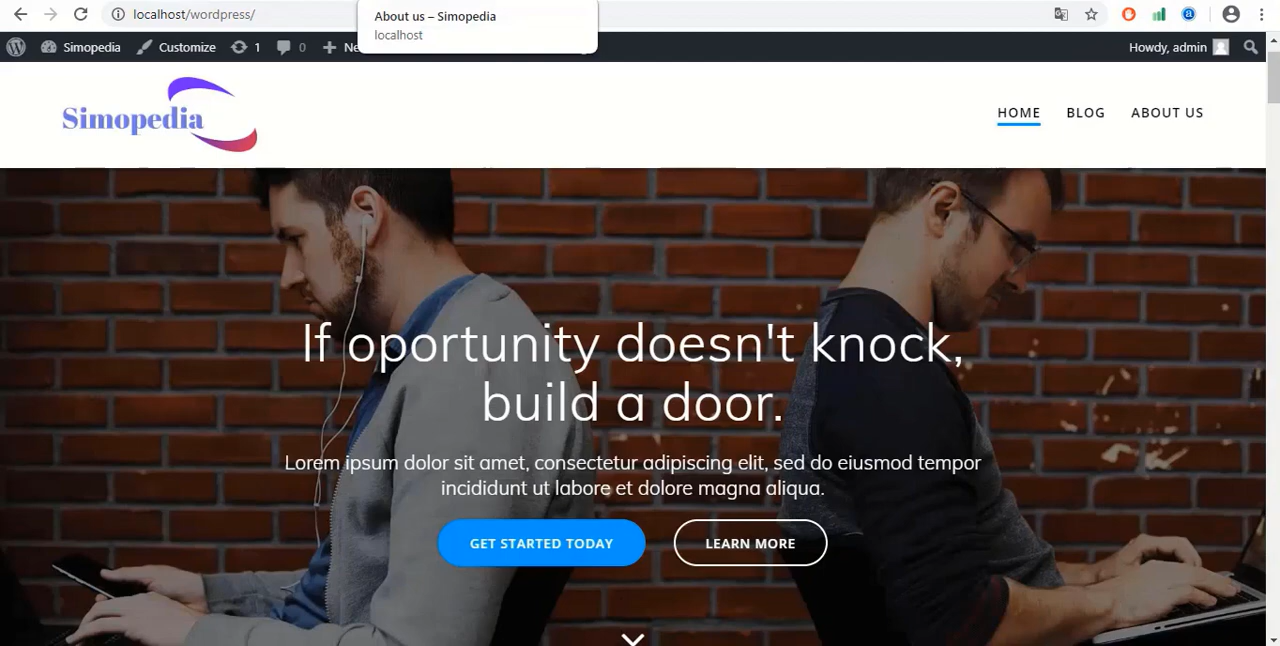 About us – Simopedia
localhost
localhost/wordpress/
Simopedia
Customize
1
0
Ne
Howdy, admin
Simopedia
HOME
BLOG
ABOUT US
If oportunity doesn't knock,
build a door.
Lorem ipsum dolor sit amet, consectetur adipiscing elit, sed do eiusmod tempor
incididunt ut labore et dolore magna aliqua.
GET STARTED TODAY
LEARN MORE